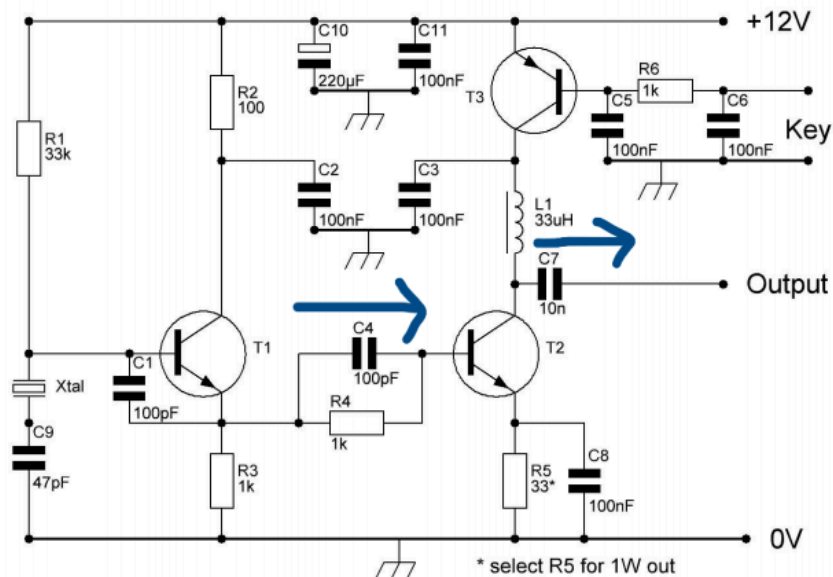 C10
220µF
C11
100nF
+12V
R2
100
T3
R6
1k
C5
100nF
C6
100nF
Key
R1
33k
C2
100nF
C3
100nF
L1
33uH
C7
10n
Output
T1
C4
100pF
T2
Xtal
C1
100pF
R4
1k
C9
47pF
R3
1k
R5
33*
C8
100nF
0V
* select R5 for 1W out